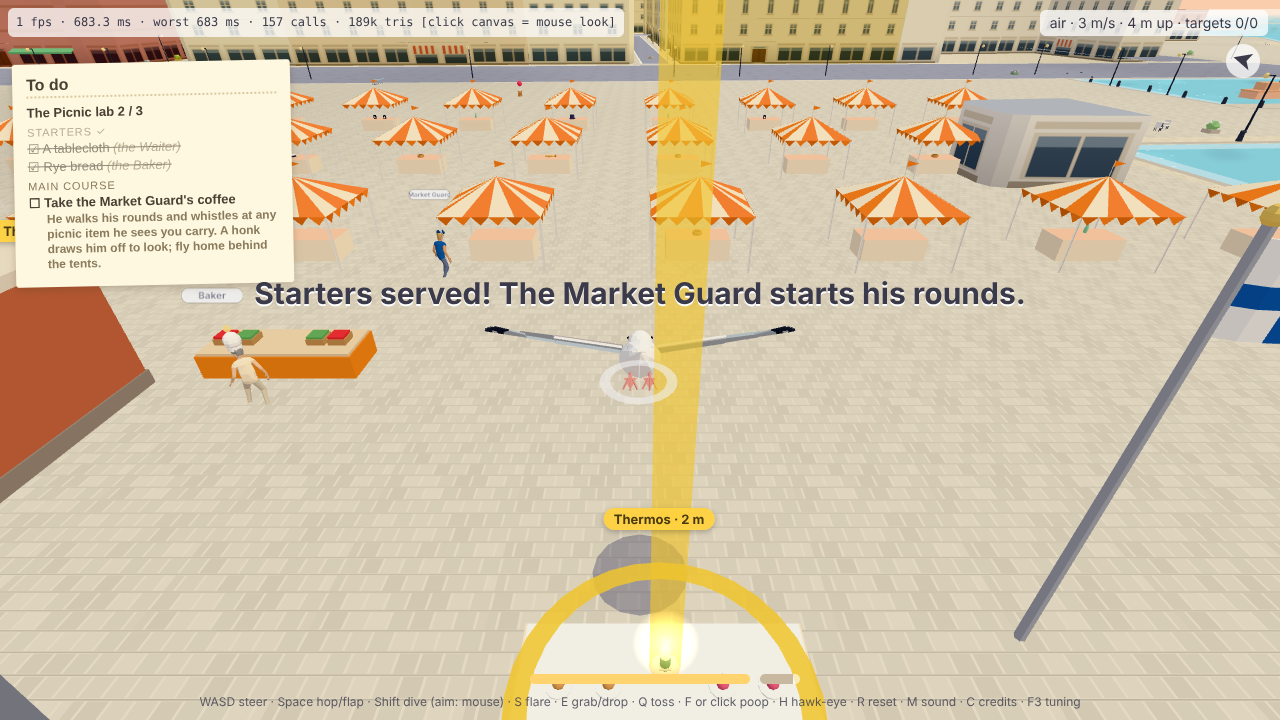 1 fps · 683.3 ms · worst 683 ms · 157 calls · 189k tris [click canvas = mouse look]
air · 3 m/s · 4 m up · targets 0/0
To do
The Picnic lab 2 / 3
STARTERS ✓
☑ A tablecloth (the Waiter)
☑ Rye bread (the Baker)
MAIN COURSE
☐ Take the Market Guard's coffee
He walks his rounds and whistles at any
picnic item he sees you carry. A honk
draws him off to look; fly home behind
the tents.
Market Guard
Th
Baker
Starters served! The Market Guard starts his rounds.
Thermos · 2 m
WASD steer · Space hop/flap · Shift dive (aim: mouse) · S flare · E grab/drop · Q toss · F or click poop · H hawk-eye · R reset · M sound · C credits · F3 tuning